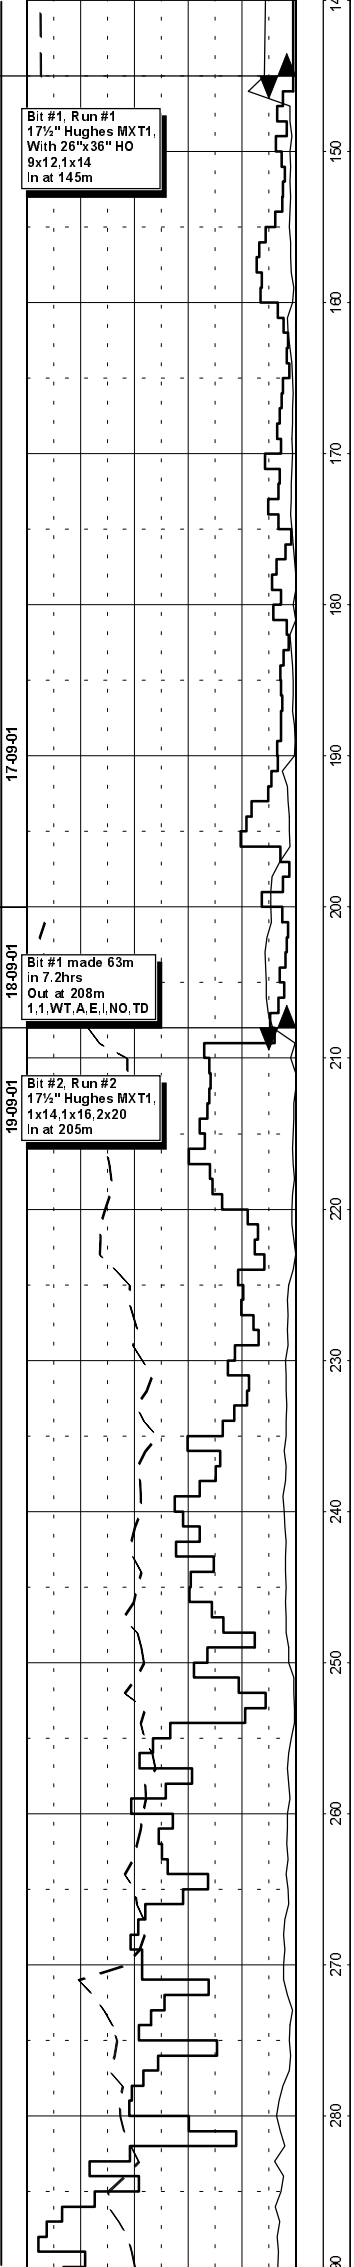 Bit #1, Run #1
17½" Hughes MXT1,
With 26"x36" HO
9x12,1x14
In at 145m
150
160
170
180
17-09-01
190
200
18-09-01
Bit #1 made 63m
in 7.2hrs
Out at 208m
1,1,WT,A,E,I,NO,TD
210
19-09-01
Bit #2, Run #2
17½" Hughes MXT1,
1x14,1x16,2x20
In at 205m
220
230
240
250
260
270
280